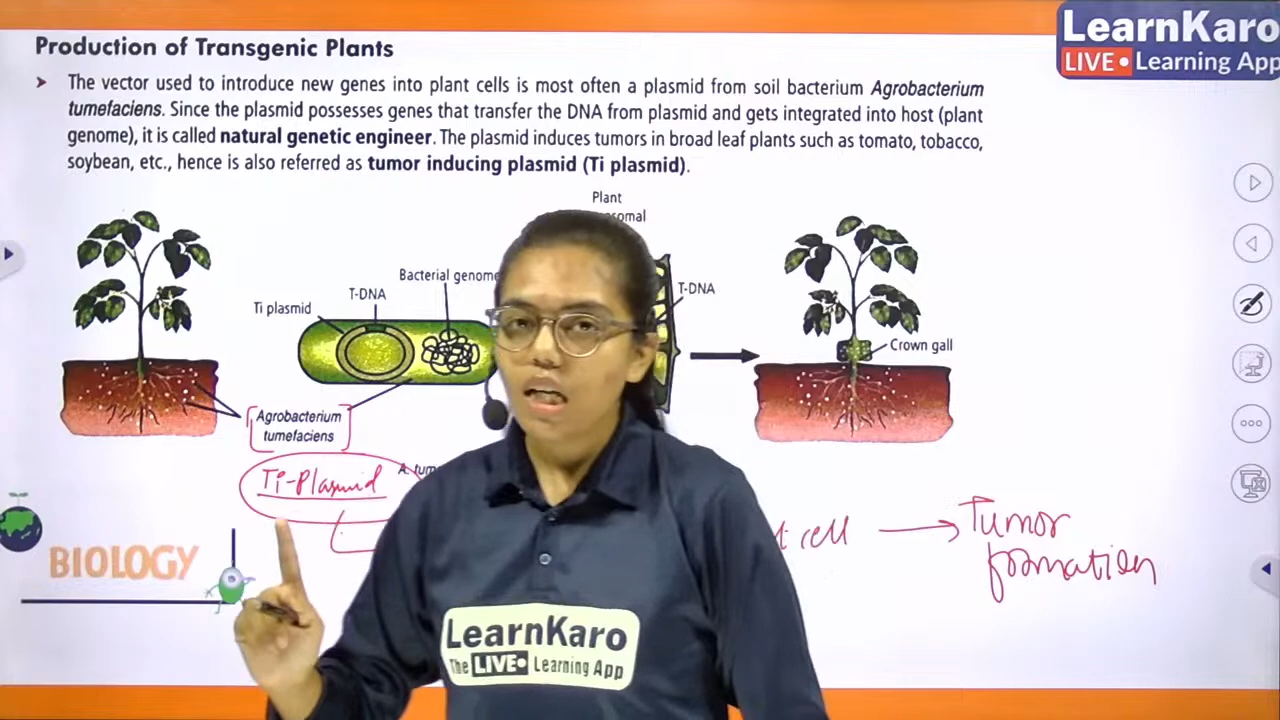 LearnKaro
LIVE • Learning App
Production of Transgenic Plants
The vector used to introduce new genes into plant cells is most often a plasmid from soil bacterium Agrobacterium
tumefaciens. Since the plasmid possesses genes that transfer the DNA from plasmid and gets integrated into host (plant
genome), it is called natural genetic engineer. The plasmid induces tumors in broad leaf plants such as tomato, tobacco,
soybean, etc., hence is also referred as tumor inducing plasmid (Ti plasmid).
Plant
Bacterial genome
T-DNA
T-DNA
Ti plasmid
Crown gall
Agrobacterium
tumefaciens
Ti-Plasmid
A. tum
cell → Tumor
formation
BIOLOGY
LearnKaro
The LIVE• Learning App